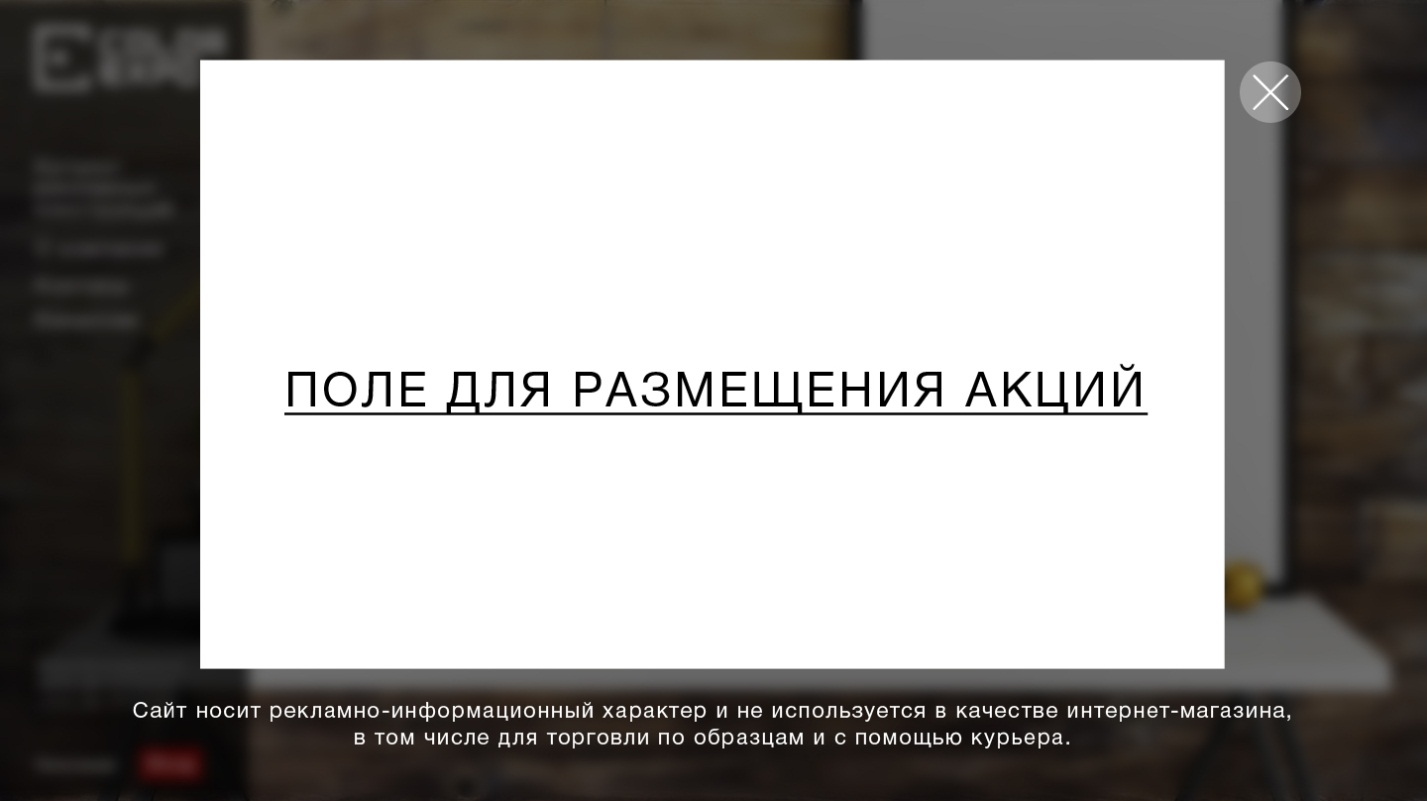 ПОЛЕ ДЛЯ РАЗМЕЩЕНИЯ АКЦИЙ
Сайт носит рекламно-информационный характер и не используется в качестве интернет-магазина,
в том числе для торговли по образцам и с помощью курьера.